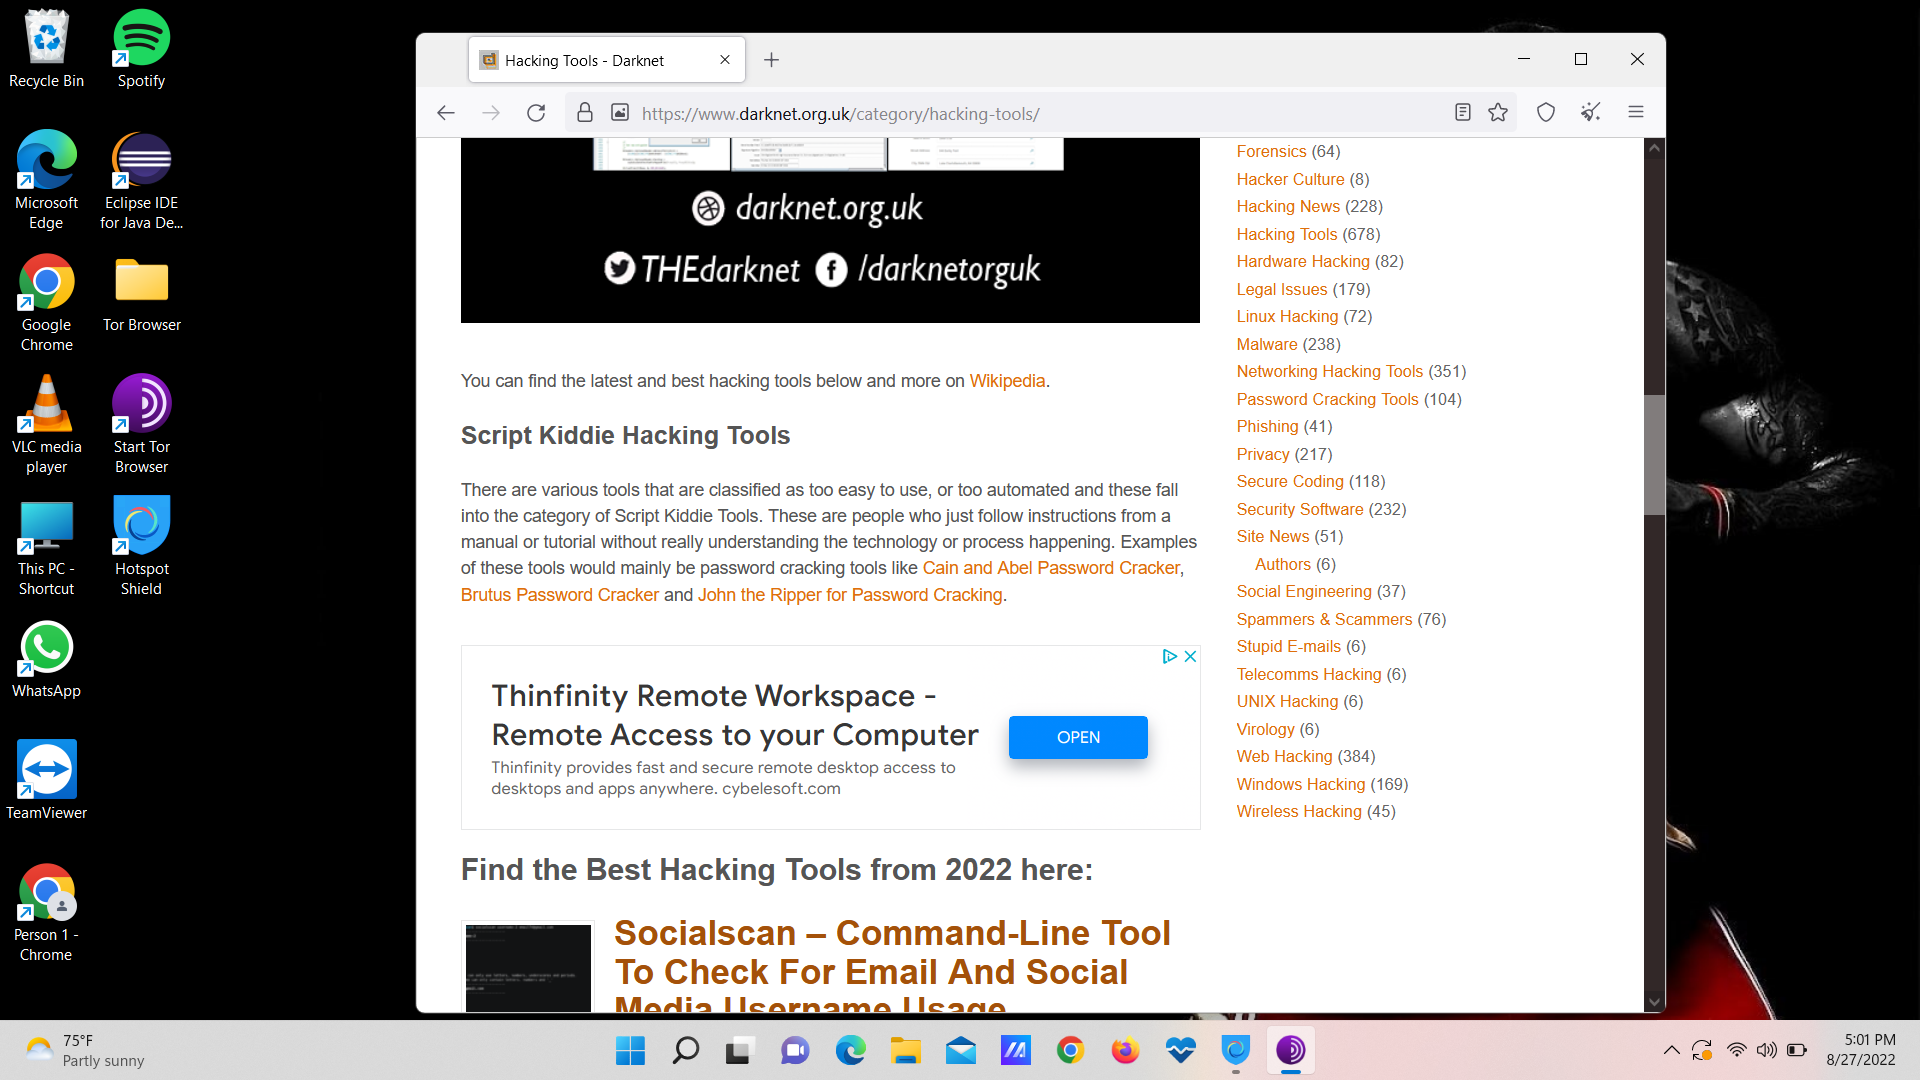 Recycle Bin
Spotify
Microsoft
Edge
Eclipse IDE
for Java De...
Google
Chrome
Tor Browser
VLC media
player
Start Tor
Browser
This PC -
Shortcut
Hotspot
Shield
WhatsApp
TeamViewer
Person 1 -
Chrome
Hacking Tools - Darknet
https://www.darknet.org.uk/category/hacking-tools/
darknet.org.uk
THEdarknet /darknetorguk
You can find the latest and best hacking tools below and more on Wikipedia.
Script Kiddie Hacking Tools
There are various tools that are classified as too easy to use, or too automated and these fall
into the category of Script Kiddie Tools. These are people who just follow instructions from a
manual or tutorial without really understanding the technology or process happening. Examples
of these tools would mainly be password cracking tools like Cain and Abel Password Cracker,
Brutus Password Cracker and John the Ripper for Password Cracking.
Thinfinity Remote Workspace -
Remote Access to your Computer
Thinfinity provides fast and secure remote desktop access to
desktops and apps anywhere. cybelesoft.com
OPEN
Find the Best Hacking Tools from 2022 here:
Socialscan – Command-Line Tool
To Check For Email And Social
Media Username Usage
Forensics (64)
Hacker Culture (8)
Hacking News (228)
Hacking Tools (678)
Hardware Hacking (82)
Legal Issues (179)
Linux Hacking (72)
Malware (238)
Networking Hacking Tools (351)
Password Cracking Tools (104)
Phishing (41)
Privacy (217)
Secure Coding (118)
Security Software (232)
Site News (51)
Authors (6)
Social Engineering (37)
Spammers & Scammers (76)
Stupid E-mails (6)
Telecomms Hacking (6)
UNIX Hacking (6)
Virology (6)
Web Hacking (384)
Windows Hacking (169)
Wireless Hacking (45)
75°F
Partly sunny
5:01 PM
8/27/2022